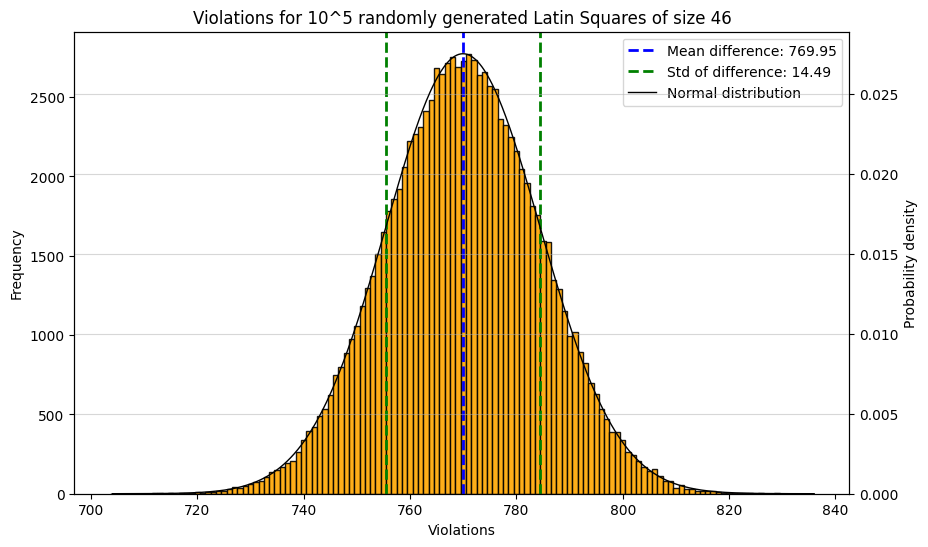 Violations for 10^5 randomly generated Latin Squares of size 46
Mean difference: 769.95
Std of difference: 14.49
Normal distribution
Frequency
2500
2000
1500
1000
500
0
0.025
0.020
0.015
0.010
0.005
0.000
Probability density
700 720 740 760 780 800 820 840
Violations